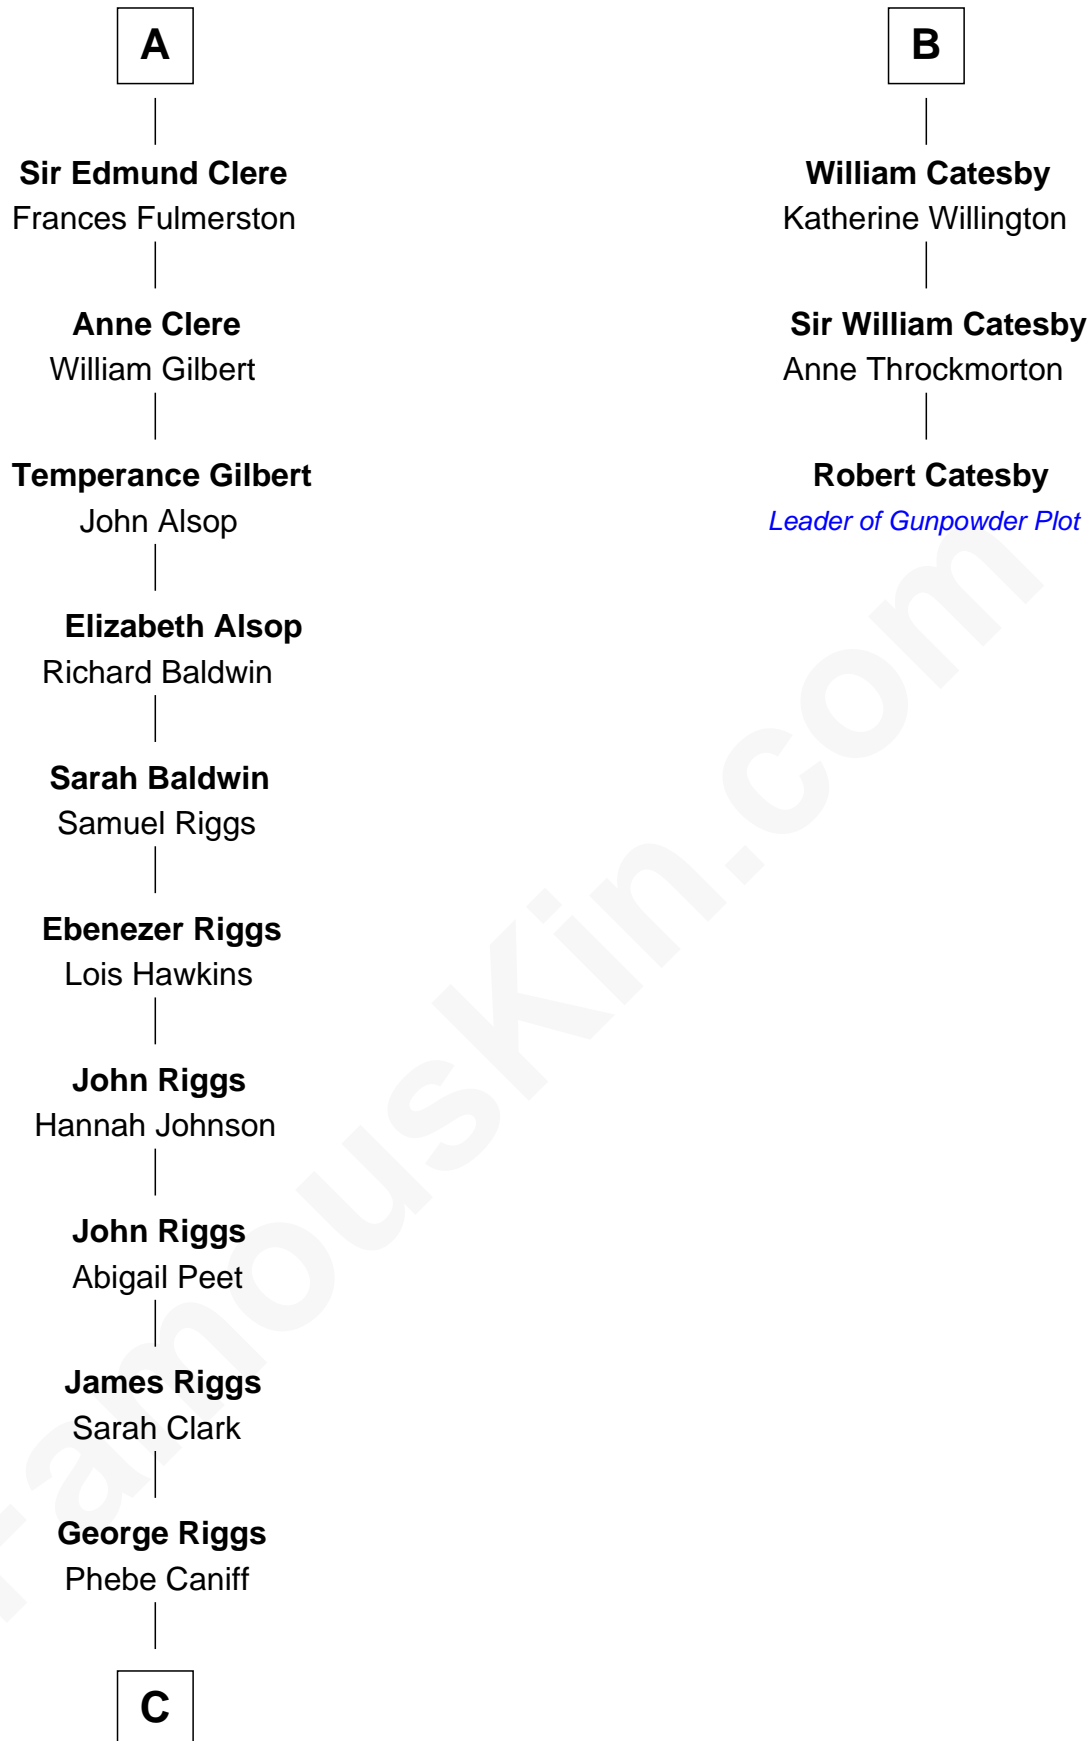 A
Sir Edmund Clere
Frances Fulmerston
Anne Clere
William Gilbert
Temperance Gilbert
John Alsop
Elizabeth Alsop
Richard Baldwin
Sarah Baldwin
Samuel Riggs
Ebenezer Riggs
Lois Hawkins
John Riggs
Hannah Johnson
John Riggs
Abigail Peet
James Riggs
Sarah Clark
George Riggs
Phebe Caniff
C
B
William Catesby
Katherine Willington
Sir William Catesby
Anne Throckmorton
Robert Catesby
Leader of Gunpowder Plot
FamousKin.com